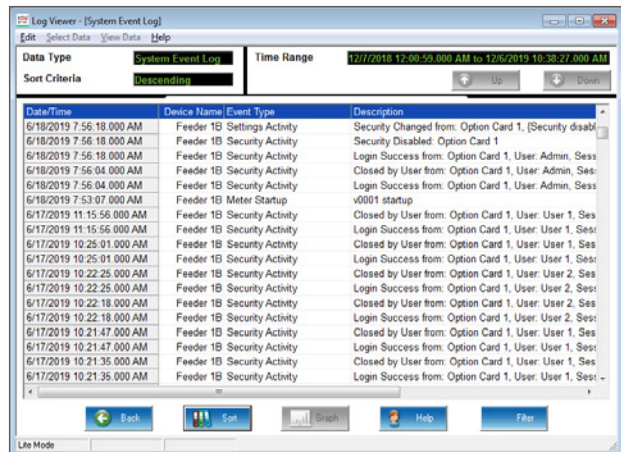 Log Viewer - [System Event Log]
Edit Select Data View Data Help
Data Type System Event Log Time Range 12/7/2018 12:00:59.000 AM to 12/6/2019 10:38:27.000 AM
Sort Criteria Descending Up Down
Date/Time Device Name Event Type Description
6/18/2019 7:56:18.000 AM Feeder 1B Settings Activity Security Changed from: Option Card 1, {Security disabl
6/18/2019 7:56:18.000 AM Feeder 1B Security Activity Security Disabled: Option Card 1
6/18/2019 7:56:18.000 AM Feeder 1B Security Activity Login Success from: Option Card 1, User: Admin, Sess
6/18/2019 7:56:04.000 AM Feeder 1B Security Activity Closed by User from: Option Card 1, User: Admin, Ses
6/18/2019 7:56:04.000 AM Feeder 1B Security Activity Login Success from: Option Card 1, User: Admin, Sess
6/18/2019 7:53:07.000 AM Feeder 1B Meter Startup v0001 startup
6/17/2019 11:15:56.000 AM Feeder 1B Security Activity Closed by User from: Option Card 1, User: User 1, Ses
6/17/2019 11:15:56.000 AM Feeder 1B Security Activity Login Success from: Option Card 1, User: User 1, Sess
6/17/2019 10:25:01.000 AM Feeder 1B Security Activity Closed by User from: Option Card 1, User: User 1, Ses
6/17/2019 10:25:01.000 AM Feeder 1B Security Activity Login Success from: Option Card 1, User: User 1, Sess
6/17/2019 10:22:25.000 AM Feeder 1B Security Activity Closed by User from: Option Card 1, User: User 2, Ses
6/17/2019 10:22:25.000 AM Feeder 1B Security Activity Login Success from: Option Card 1, User: User 2, Sess
6/17/2019 10:22:18.000 AM Feeder 1B Security Activity Closed by User from: Option Card 1, User: User 2, Ses
6/17/2019 10:22:18.000 AM Feeder 1B Security Activity Login Success from: Option Card 1, User: User 2, Sess
6/17/2019 10:21:47.000 AM Feeder 1B Security Activity Closed by User from: Option Card 1, User: User 1, Ses
6/17/2019 10:21:47.000 AM Feeder 1B Security Activity Login Success from: Option Card 1, User: User 1, Sess
6/17/2019 10:21:35.000 AM Feeder 1B Security Activity Closed by User from: Option Card 1, User: User 1, Ses
6/17/2019 10:21:35.000 AM Feeder 1B Security Activity Login Success from: Option Card 1, User: User 1, Sess
Back Sort Graph Help Filter
Lite Mode